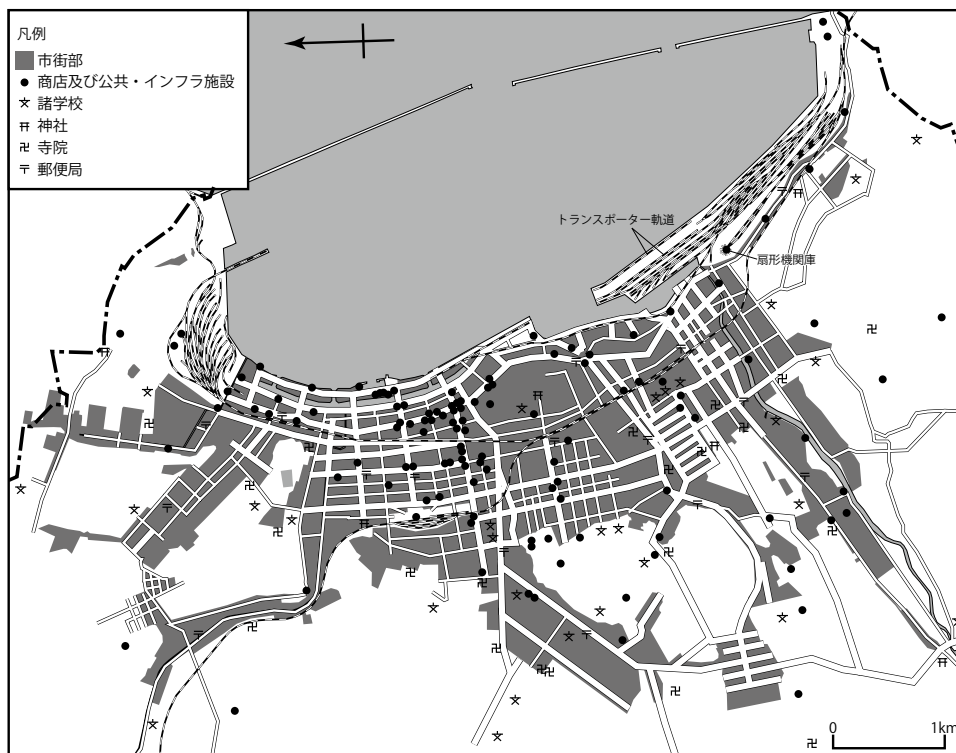 凡例
市街部
商店及び公共・インフラ施設
諸学校
神社
寺院
郵便局
トランスポーター軌道
扇形機関庫
0 1km